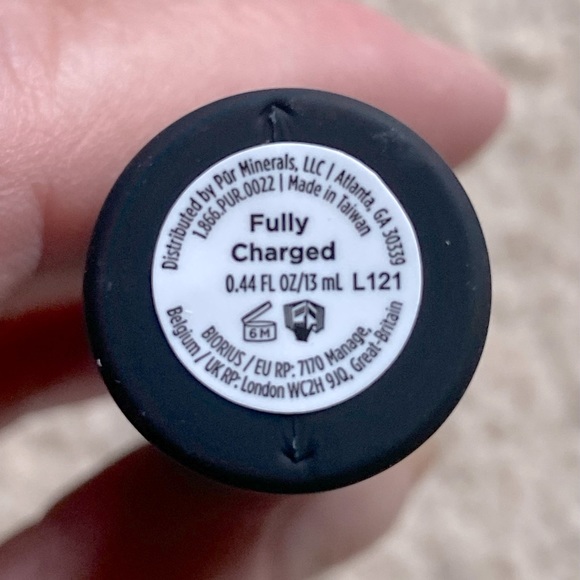 Distributed by Pür Minerals, LLC | Atlanta, GA 30339
1.866.PUR.0022 | Made in Taiwan
Fully
Charged
0.44 FL OZ/13 mL L121
6M
BIORIUS / EU RP: 7170 Manage,
Belgium / UK RP: London WC2H 9JQ, Great-Britain